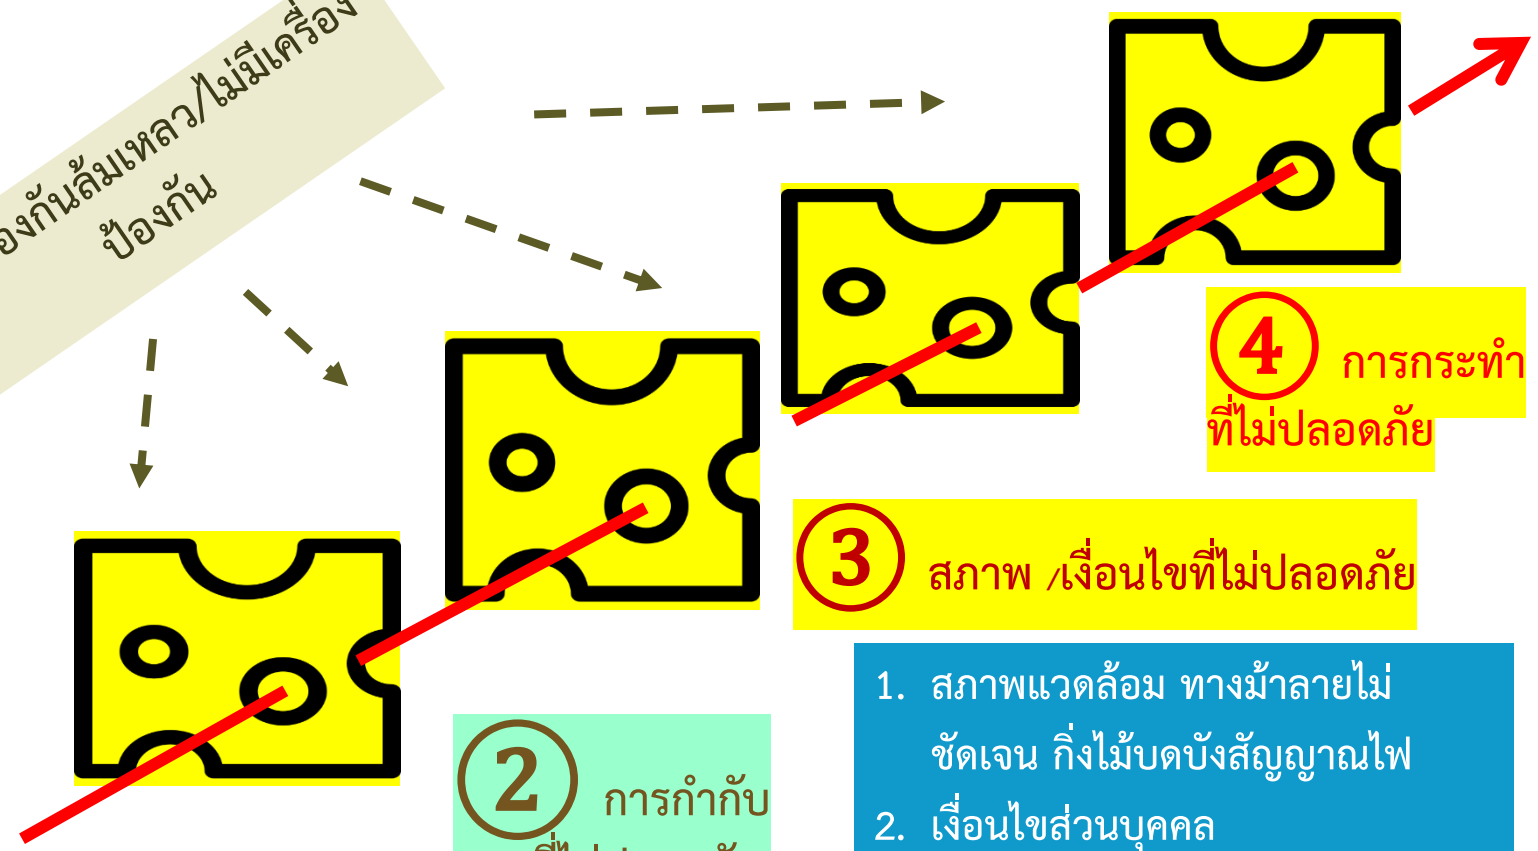 ล้มเหลว/ไม่มีเครื่อง
ป้องกัน
4 การกระทำ
ที่ไม่ปลอดภัย
3 สภาพ /เงื่อนไขที่ไม่ปลอดภัย
1. สภาพแวดล้อม ทางม้าลายไม่
ชัดเจน กิ่งไม้บดบังสัญญาณไฟ
2. เงื่อนไขส่วนบุคคล
2 การกำกับ